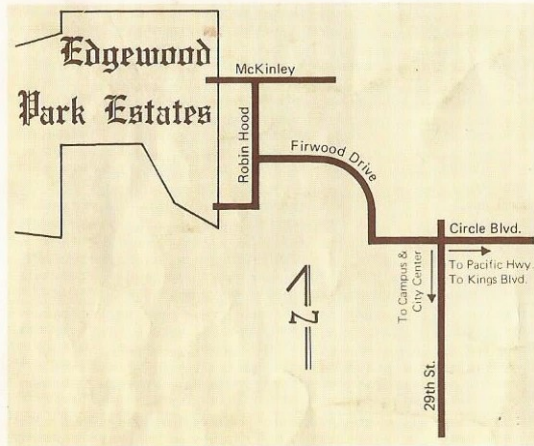 Edgewood
Park Estates
McKinley
Robin Hood
Firwood Drive
Circle Blvd.
To Pacific Hwy.
To Kings Blvd.
To Campus &
City Center
29th St.
N